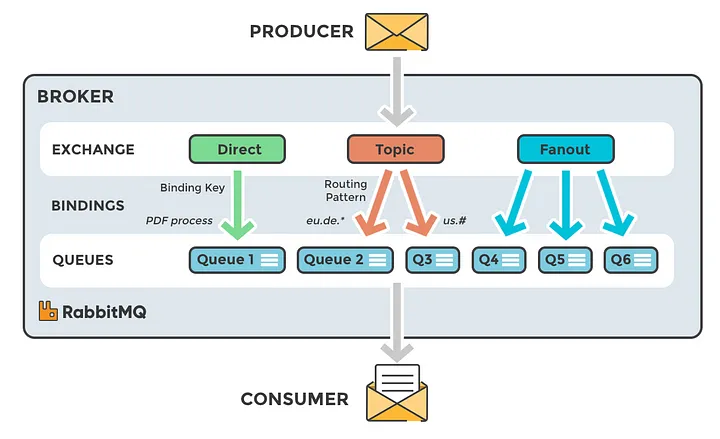 PRODUCER
BROKER
EXCHANGE
Direct
Topic
Fanout
Binding Key
Routing
Pattern
BINDINGS
PDF process
eu.de.*
us.#
QUEUES
Queue 1
Queue 2
Q3
Q4
Q5
Q6
RabbitMQ
CONSUMER